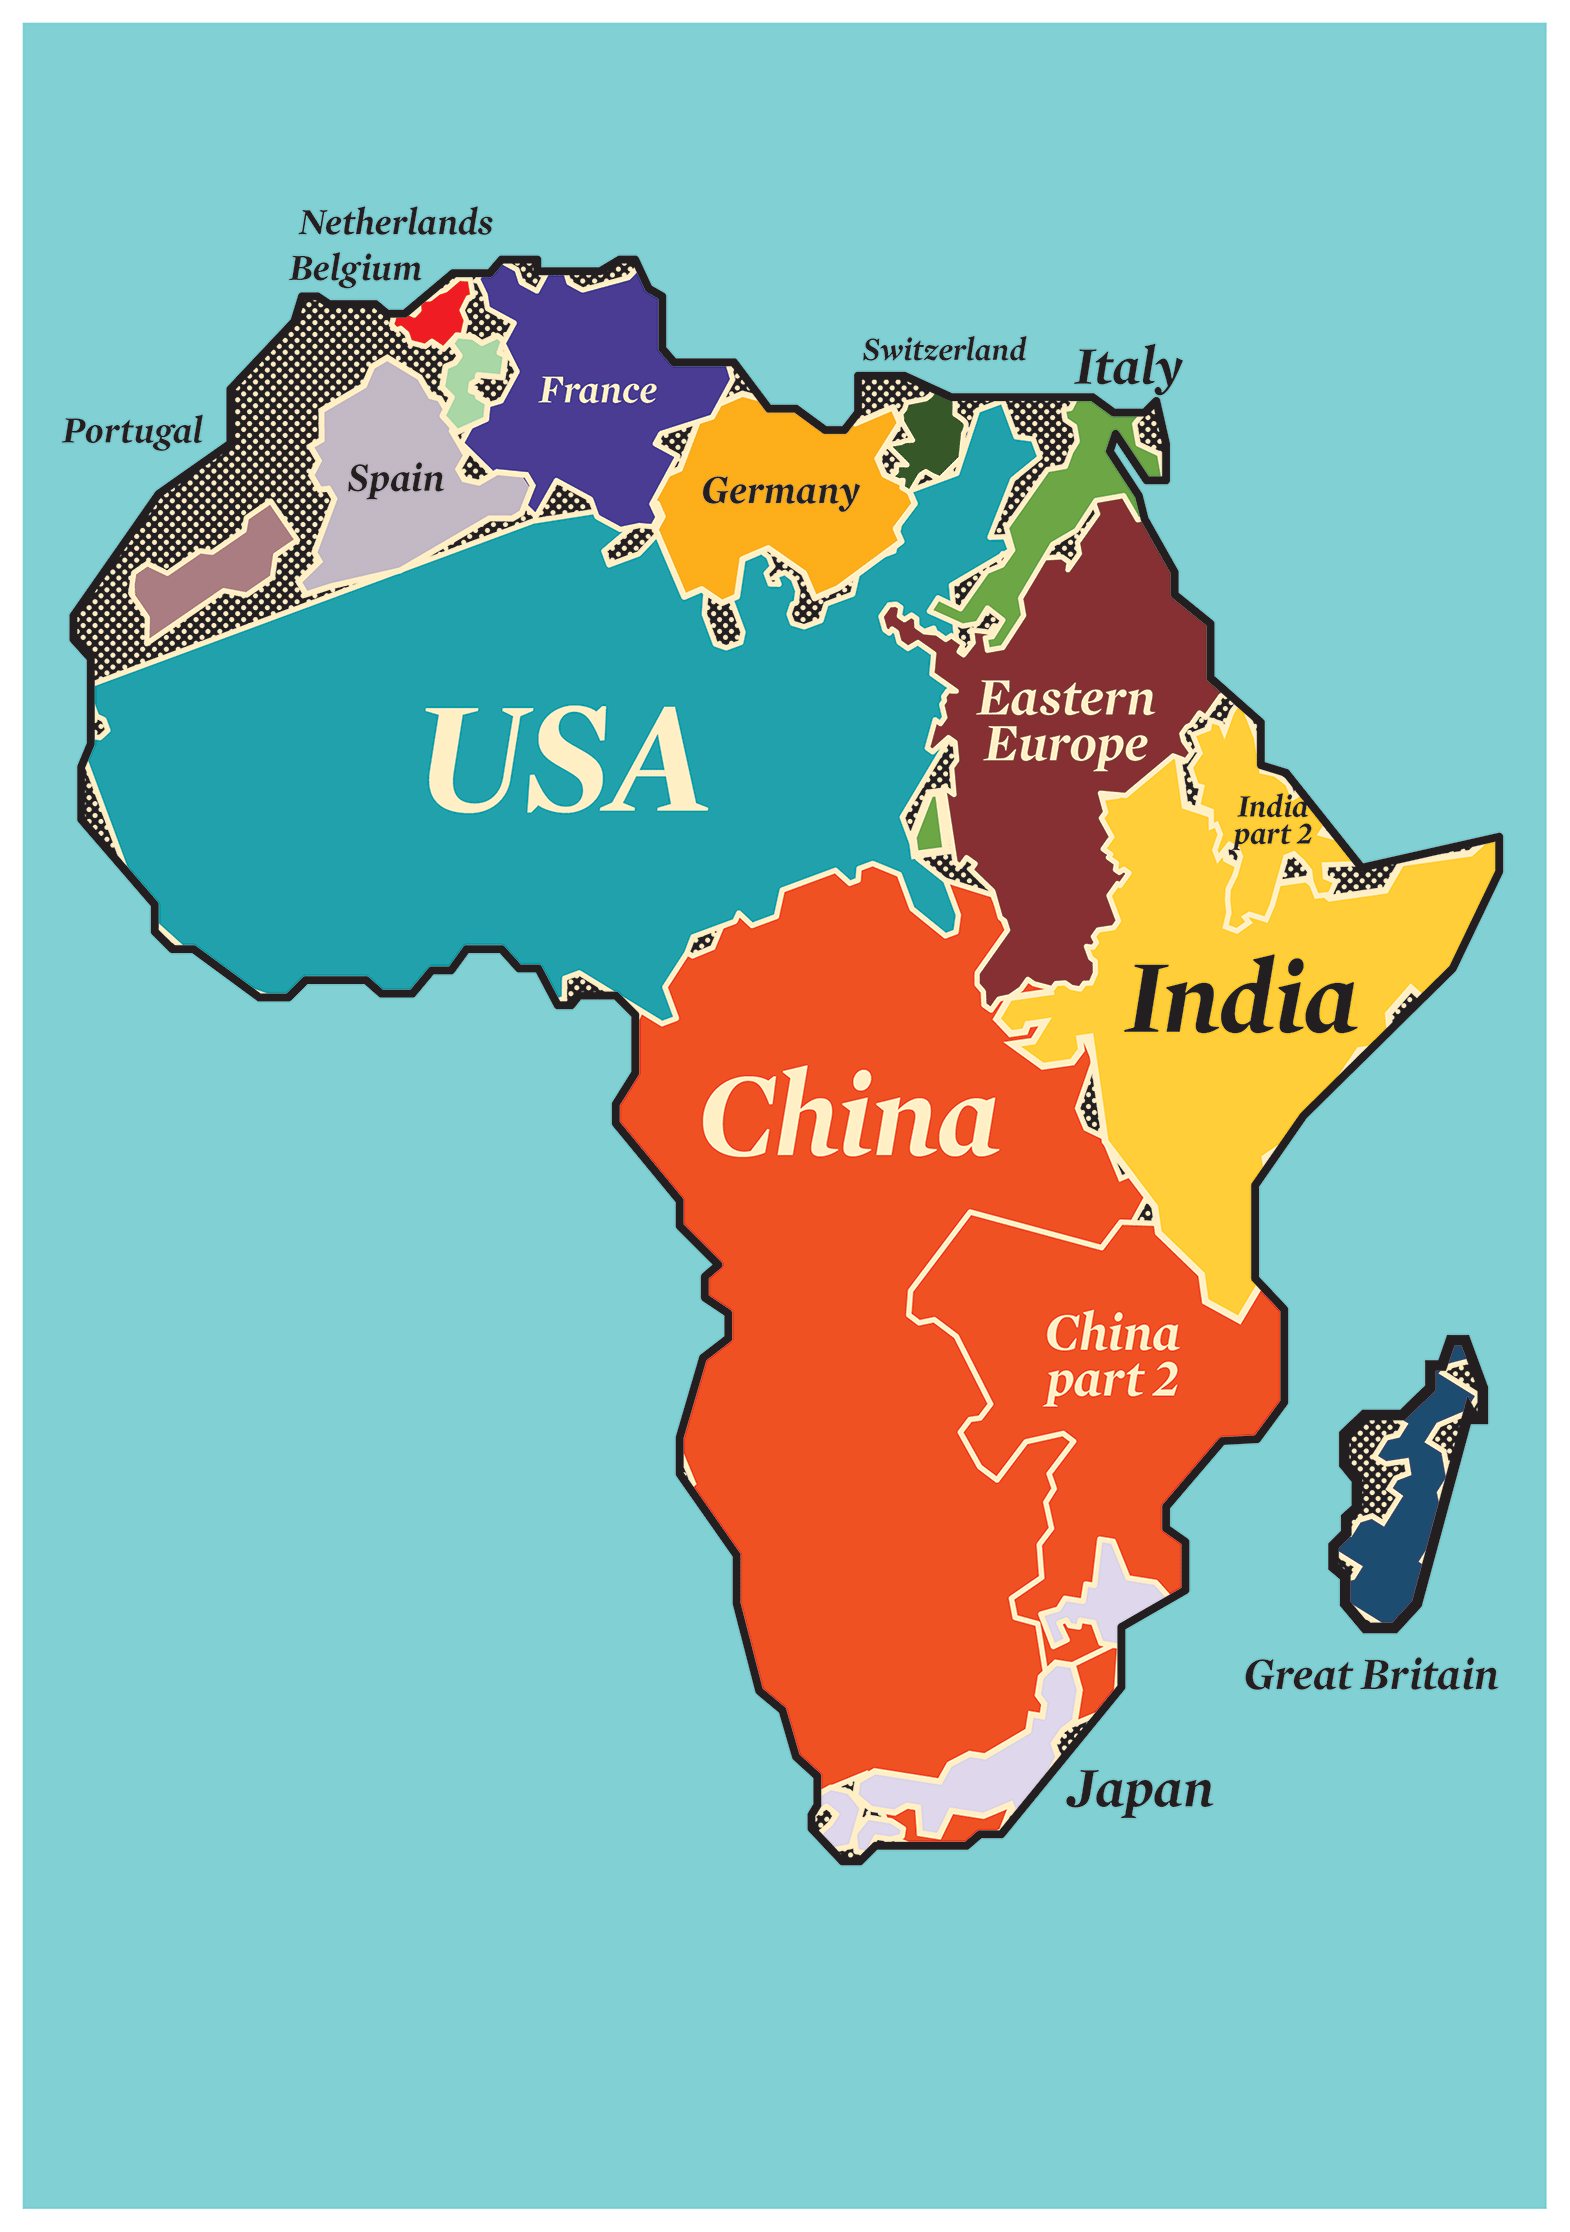 Netherlands
Belgium
Switzerland
Italy
France
Portugal
Spain
Germany
Eastern
Europe
USA
India
part 2
India
China
China
part 2
Great Britain
Japan